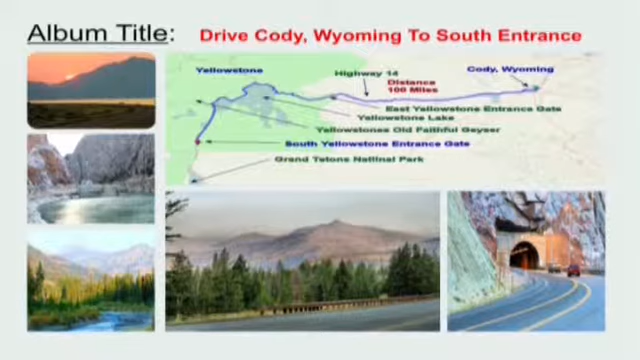 Album Title: Drive Cody, Wyoming To South Entrance
Yellowstone
Highway 14
Cody, Wyoming
Distance
100 Miles
East Yellowstone Entrance Gate
Yellowstone Lake
Yellowstones Old Faithful Geyser
South Yellowstone Entrance Gate
Grand Tetons Natinal Park